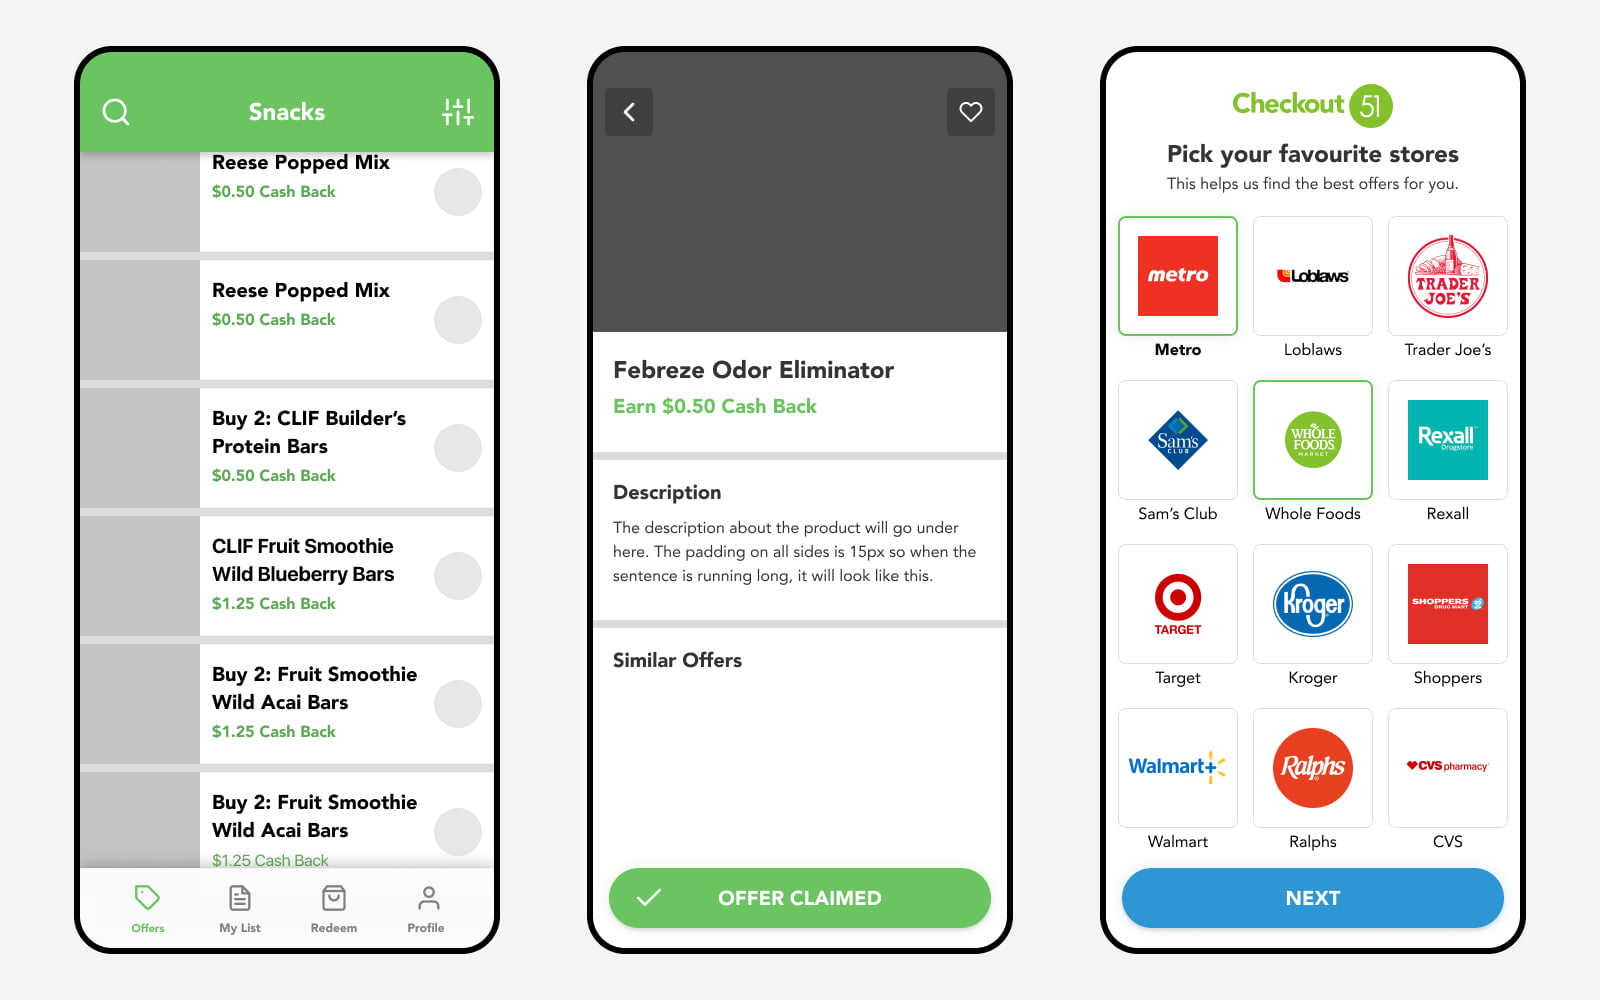 Snacks
Reese Popped Mix
$0.50 Cash Back
Reese Popped Mix
$0.50 Cash Back
Buy 2: CLIF Builder’s
Protein Bars
$0.50 Cash Back
CLIF Fruit Smoothie
Wild Blueberry Bars
$1.25 Cash Back
Buy 2: Fruit Smoothie
Wild Acai Bars
$1.25 Cash Back
Buy 2: Fruit Smoothie
Wild Acai Bars
$1.25 Cash Back
Offers
My List
Redeem
Profile
Febreze Odor Eliminator
Earn $0.50 Cash Back
Description
The description about the product will go under
here. The padding on all sides is 15px so when the
sentence is running long, it will look like this.
Similar Offers
OFFER CLAIMED
Checkout 51
Pick your favourite stores
This helps us find the best offers for you.
metro
Loblaws
TRADER
JOE'S
Metro
Loblaws
Trader Joe’s
Sam's
CLUB
WHOLE
FOODS
MARKET
Rexall
Drugstore
Sam’s Club
Whole Foods
Rexall
TARGET
Kroger
SHOPPERS
DRUG MART
Target
Kroger
Shoppers
Walmart+
Ralphs
CVS pharmacy
Walmart
Ralphs
CVS
NEXT